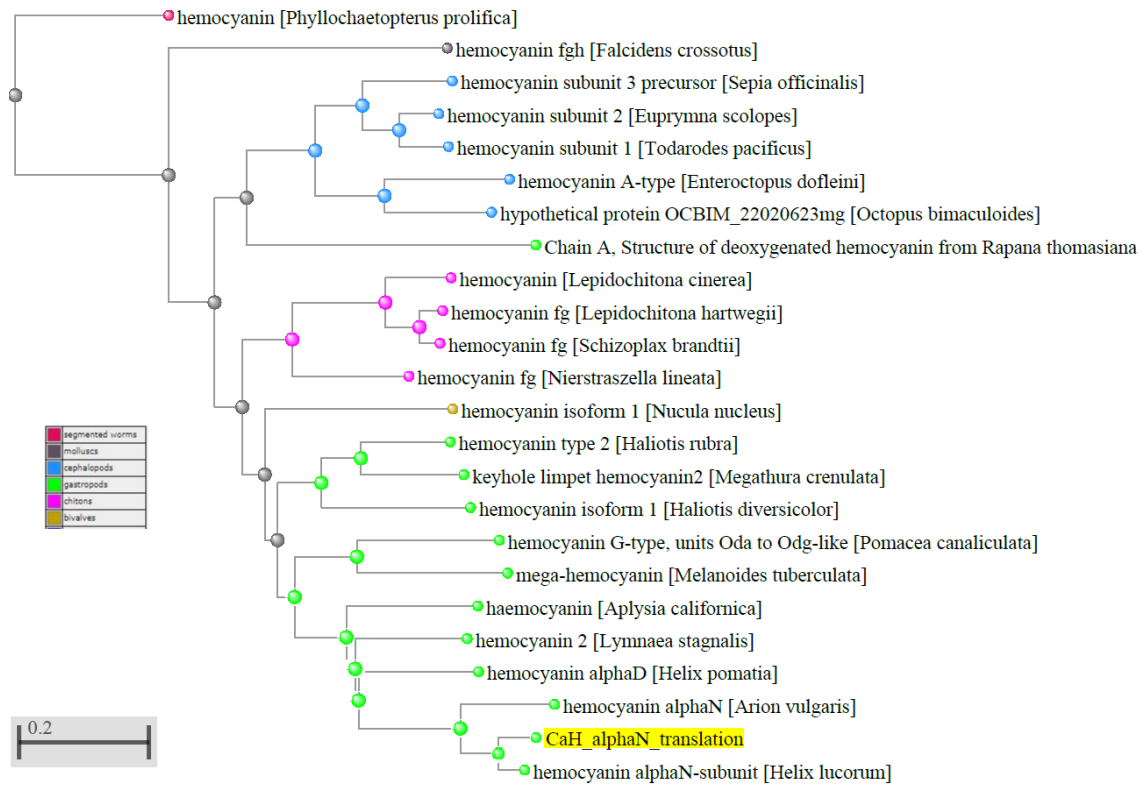 hemocyanin [Phyllochaetopterus prolifica]
hemocyanin fgh [Falcidens crossotus]
hemocyanin subunit 3 precursor [Sepia officinalis]
hemocyanin subunit 2 [Euprymna scolopes]
hemocyanin subunit 1 [Todarodes pacificus]
hemocyanin A-type [Enteroctopus dofleini]
hypothetical protein OCBIM_22020623mg [Octopus bimaculoides]
Chain A, Structure of deoxygenated hemocyanin from Rapana thomasiana
hemocyanin [Lepidochitona cinerea]
hemocyanin fg [Lepidochitona hartwegii]
hemocyanin fg [Schizoplax brandtii]
hemocyanin fg [Nierstraszella lineata]
hemocyanin isoform 1 [Nucula nucleus]
hemocyanin type 2 [Haliotis rubra]
keyhole limpet hemocyanin2 [Megathura crenulata]
hemocyanin isoform 1 [Haliotis diversicolor]
hemocyanin G-type, units Oda to Odg-like [Pomacea canaliculata]
mega-hemocyanin [Melanoides tuberculata]
haemocyanin [Aplysia californica]
hemocyanin 2 [Lymnaea stagnalis]
hemocyanin alphaD [Helix pomatia]
hemocyanin alphaN [Arion vulgaris]
CaH_alphaN_translation
hemocyanin alphaN-subunit [Helix lucorum]
segmented worms
molluscs
cephalopods
gastropods
chitons
bivalves
0.2